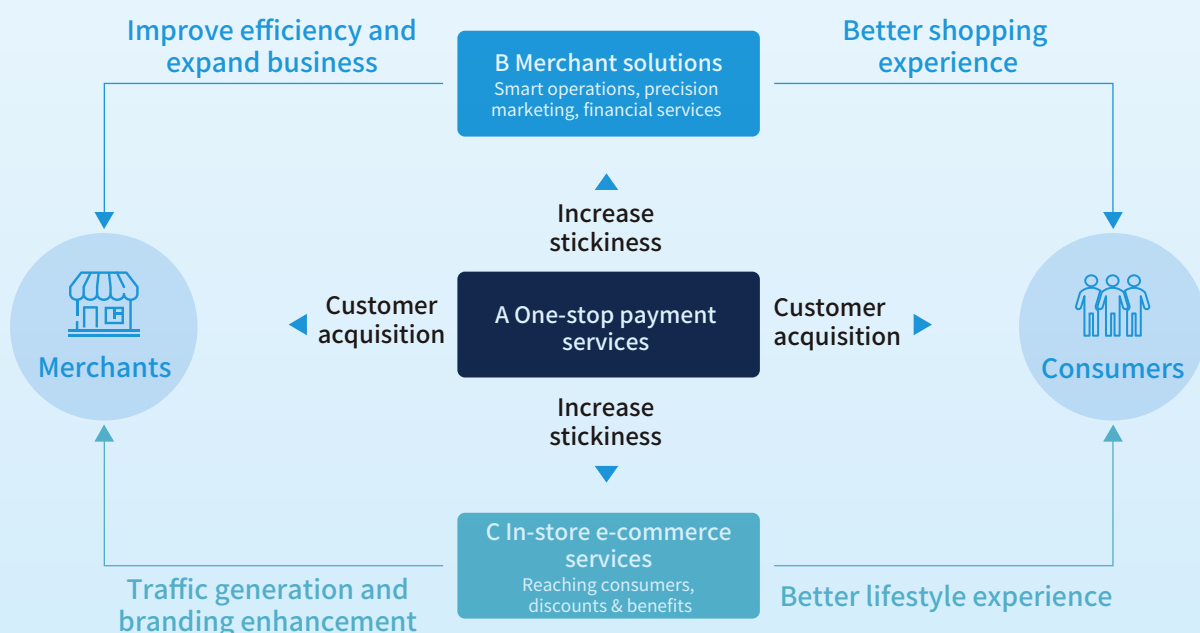 Improve efficiency and
expand business
B Merchant solutions
Smart operations, precision
marketing, financial services
Better shopping
experience
Increase
stickiness
Merchants
Customer
acquisition
A One-stop payment
services
Customer
acquisition
Consumers
Increase
stickiness
C In-store e-commerce
services
Reaching consumers,
discounts & benefits
Traffic generation and
branding enhancement
Better lifestyle experience